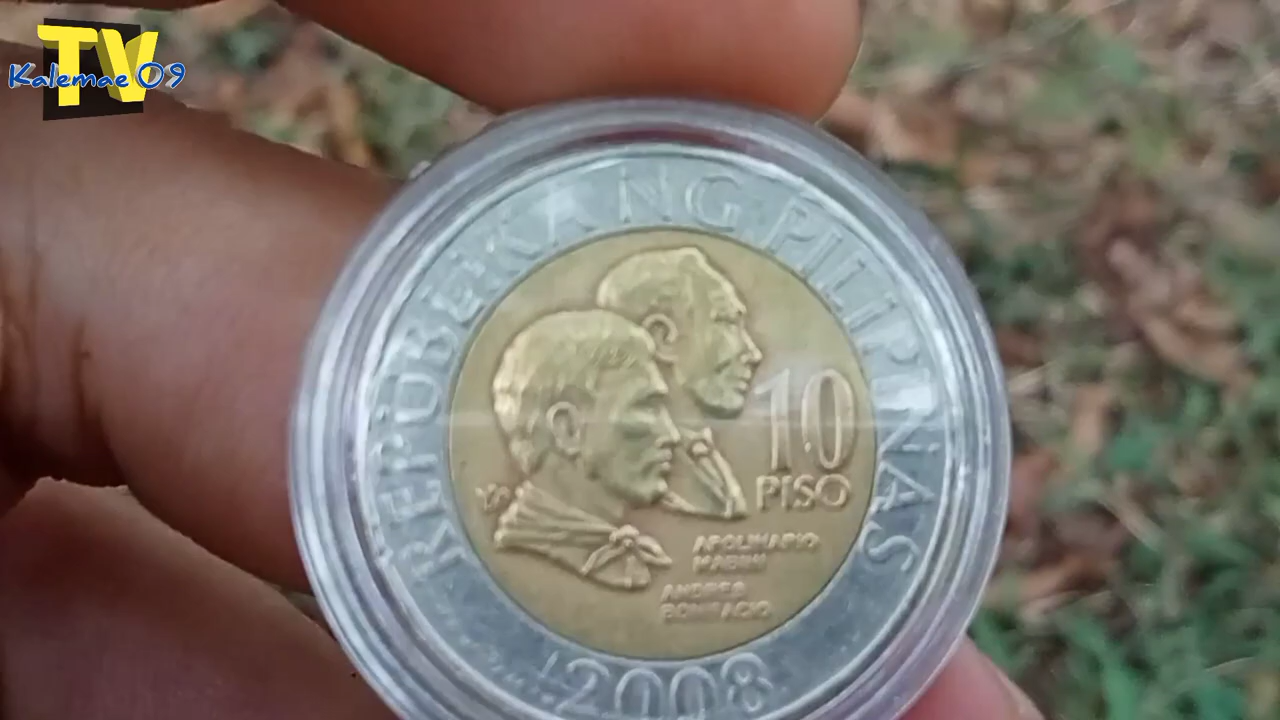 TV
Kalemae 09
REPUBLIKA NG PILIPINAS
10
PISO
APOLINARIO
MABINI
ANDRES
BONIFACIO
2008